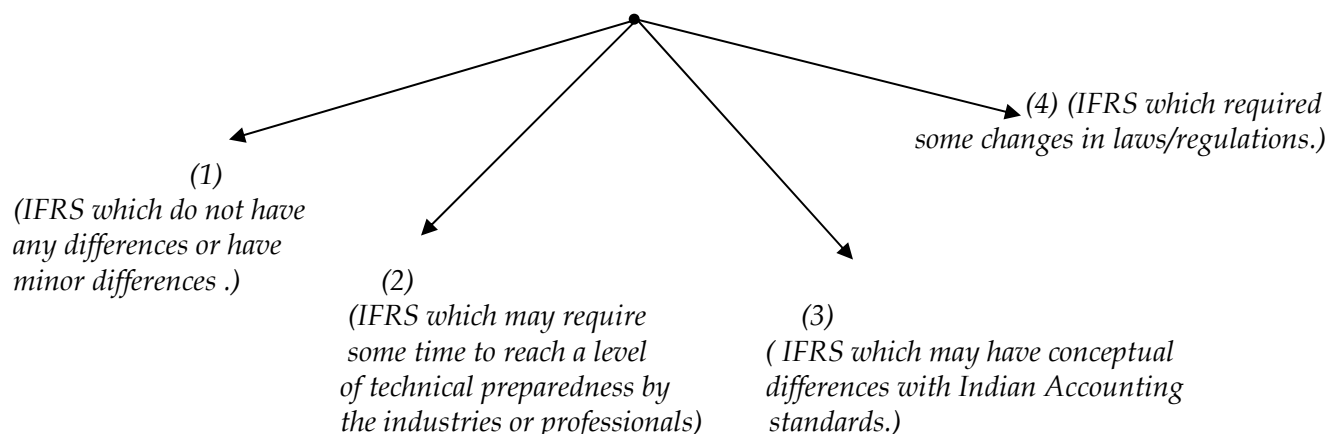 (1)
(IFRS which do not have
any differences or have
minor differences .)
(2)
(IFRS which may require
some time to reach a level
of technical preparedness by
the industries or professionals)
(3)
( IFRS which may have conceptual
differences with Indian Accounting
standards.)
(4) (IFRS which required
some changes in laws/regulations.)